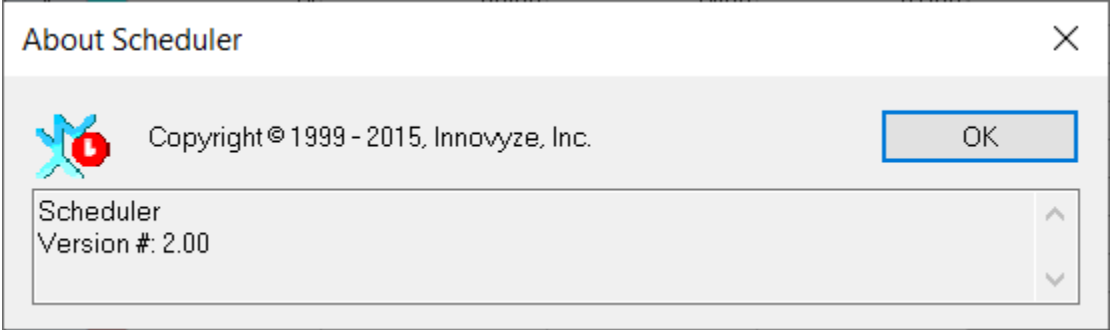 About Scheduler
Copyright © 1999 - 2015, Innovyze, Inc.
OK
Scheduler
Version #: 2.00